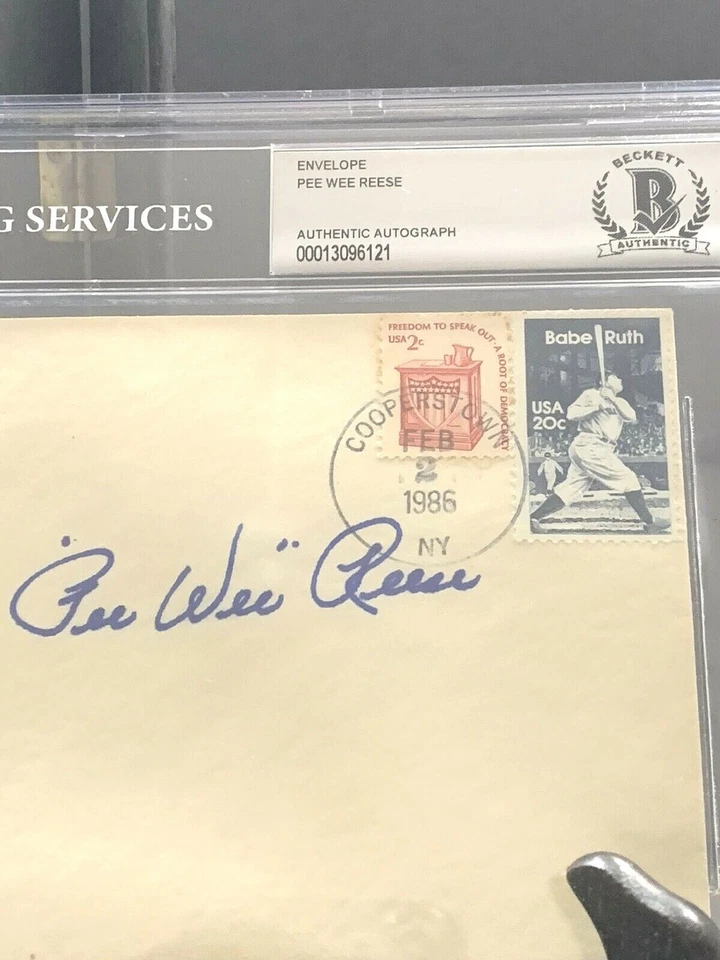 G SERVICES
ENVELOPE
PEE WEE REESE
AUTHENTIC AUTOGRAPH
00013096121
BECKETT
B
AUTHENTIC
FREEDOM TO SPEAK OUT · A ROOT OF DEMOCRACY
USA 2c
Babe Ruth
USA
20c
COOPERSTOWN
FEB
2
1986
NY
"Pee Wee" Reese